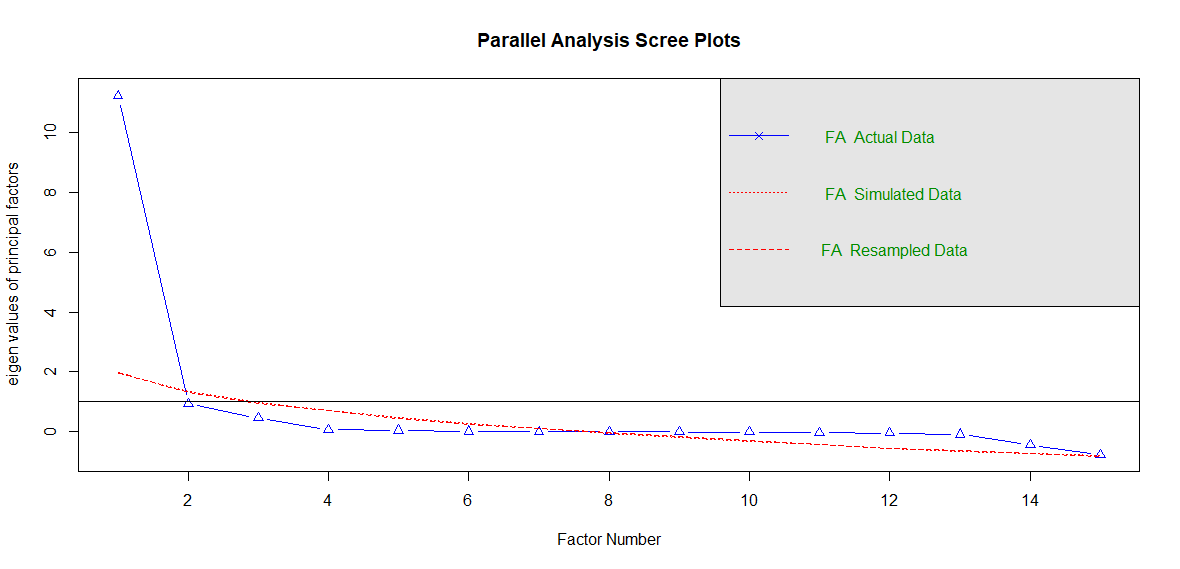 Parallel Analysis Scree Plots
eigen values of principal factors
10
8
6
4
2
0
FA Actual Data
FA Simulated Data
FA Resampled Data
2 4 6 8 10 12 14
Factor Number